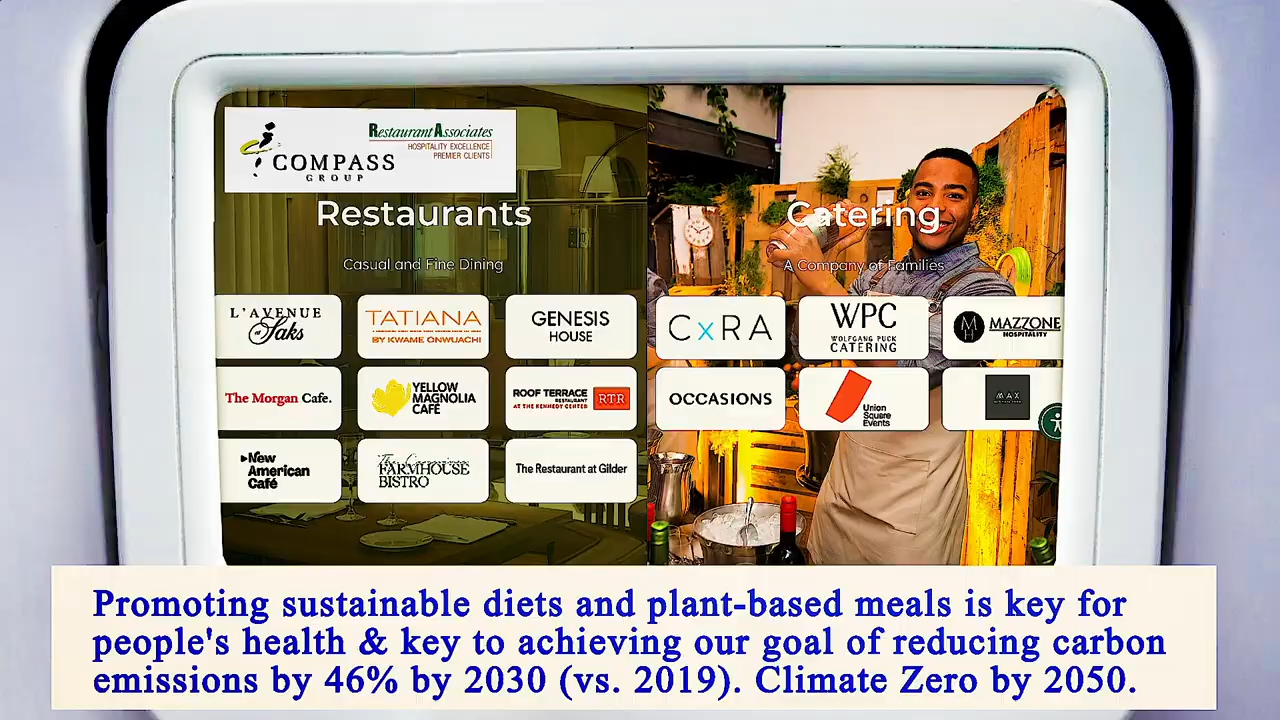 COMPASS
GROUP
RESTAURANT ASSOCIATES
HOSPITALITY EXCELLENCE
PREMIER CLIENTS
Restaurants
Casual and Fine Dining
L'AVENUE
Saks
TATIANA
BY KWAME ONWUACHI
GENESIS
HOUSE
The Morgan Cafe.
YELLOW
MAGNOLIA
CAFÉ
ROOF TERRACE
RESTAURANT
AT THE KENNEDY CENTER
RTR
New
American
Café
FARMHOUSE
BISTRO
The Restaurant at Gilder
Catering
A Company of Families
CxRA
WPC
WOLFGANG PUCK
CATERING
MH
MAZZONE
HOSPITALITY
OCCASIONS
Union
Square
Events
MAX
Promoting sustainable diets and plant-based meals is key for
people's health & key to achieving our goal of reducing carbon
emissions by 46% by 2030 (vs. 2019). Climate Zero by 2050.